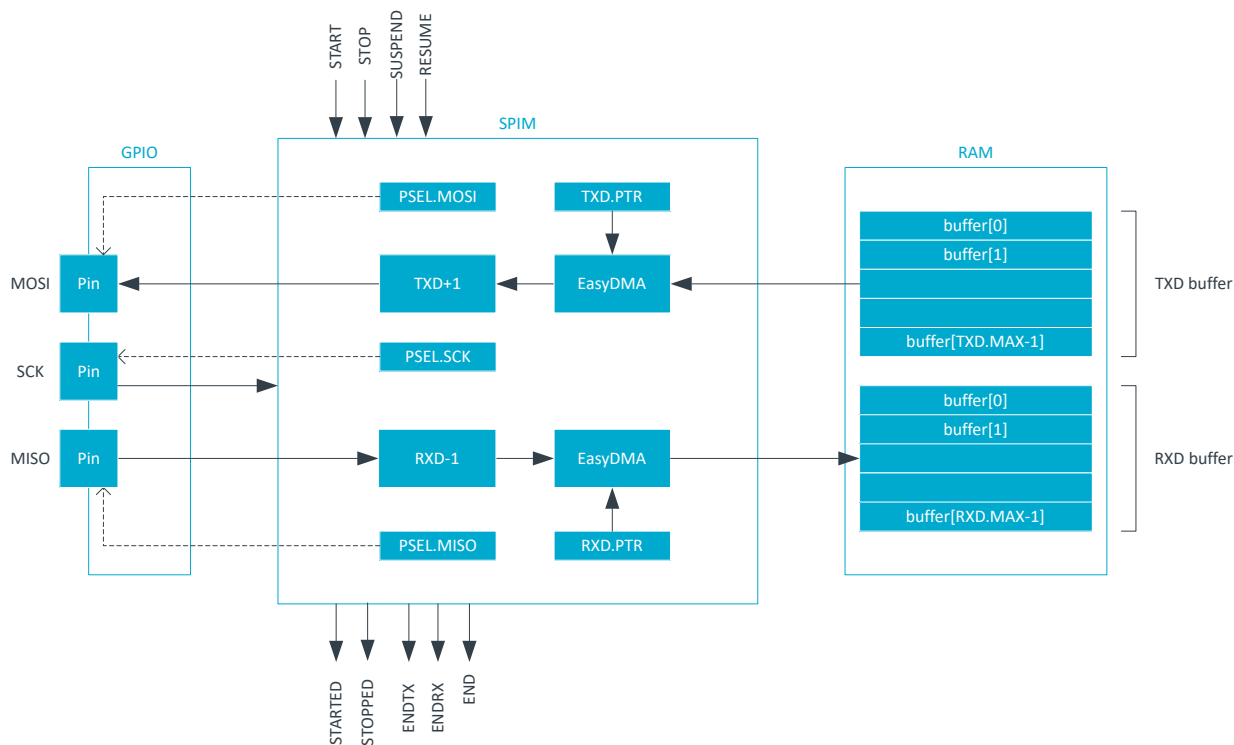 START
STOP
SUSPEND
RESUME
SPIM
GPIO
RAM
PSEL.MOSI
TXD.PTR
buffer[0]
buffer[1]
MOSI
Pin
TXD+1
EasyDMA
TXD buffer
buffer[TXD.MAX-1]
PSEL.SCK
SCK
Pin
buffer[0]
buffer[1]
MISO
Pin
RXD-1
EasyDMA
RXD buffer
buffer[RXD.MAX-1]
PSEL.MISO
RXD.PTR
STARTED
STOPPED
ENDTX
ENDRX
END